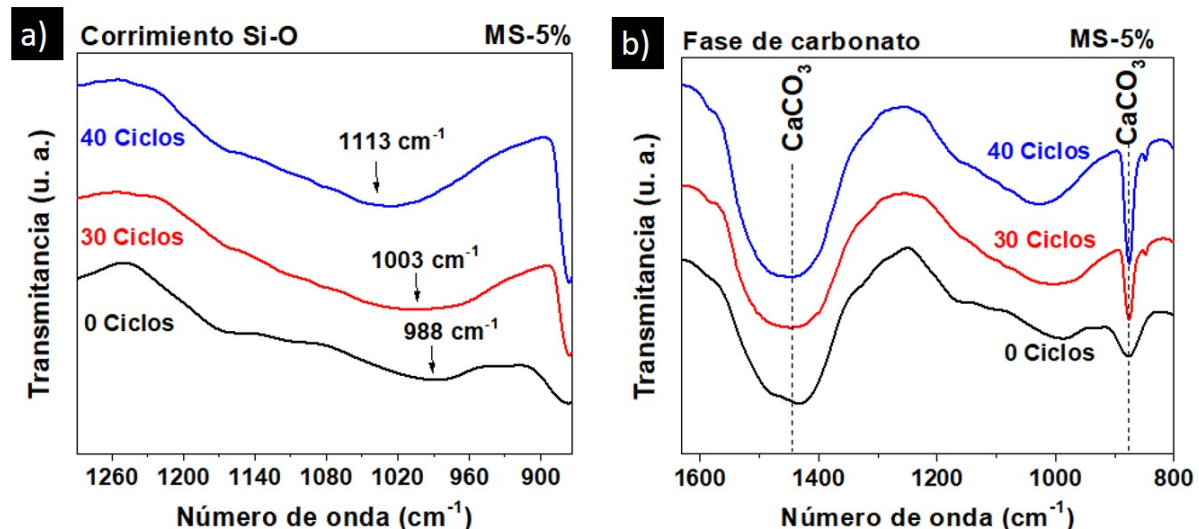 a)
Corrimiento Si-O
MS-5%
40 Ciclos
1113 cm⁻¹
30 Ciclos
1003 cm⁻¹
0 Ciclos
988 cm⁻¹
Transmitancia (u. a.)
1260 1200 1140 1080 1020 960 900
Número de onda (cm⁻¹)
b)
Fase de carbonato
MS-5%
CaCO₃
CaCO₃
40 Ciclos
30 Ciclos
0 Ciclos
Transmitancia (u. a.)
1600 1400 1200 1000 800
Número de onda (cm⁻¹)